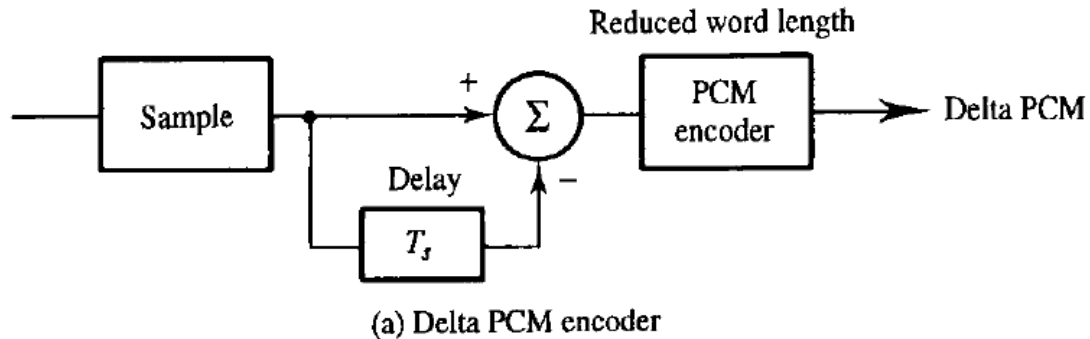 Reduced word length
Sample
+
Σ
PCM
encoder
Delta PCM
Delay
−
T_s
(a) Delta PCM encoder